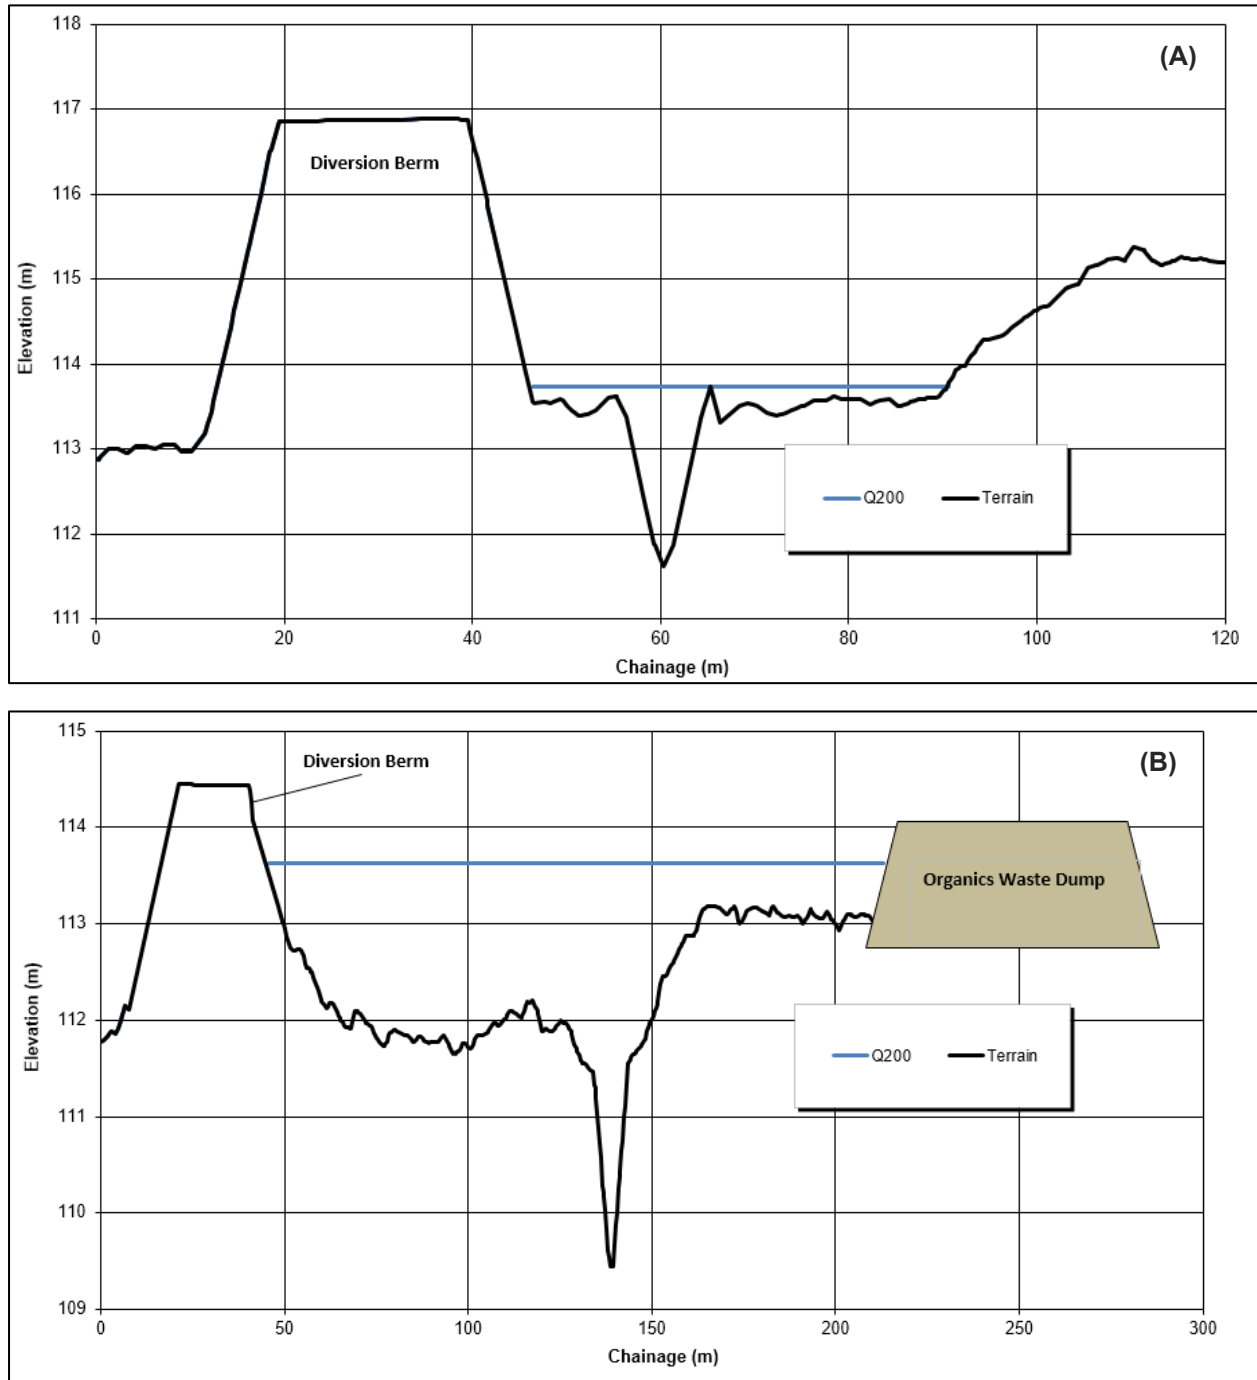 118
(A)
117
Diversion Berm
116
115
Elevation (m)
114
113
Q200 Terrain
112
111
0 20 40 60 80 100 120
Chainage (m)
115
Diversion Berm
(B)
114
Organics Waste Dump
113
Elevation (m)
112
Q200 Terrain
111
110
109
0 50 100 150 200 250 300
Chainage (m)